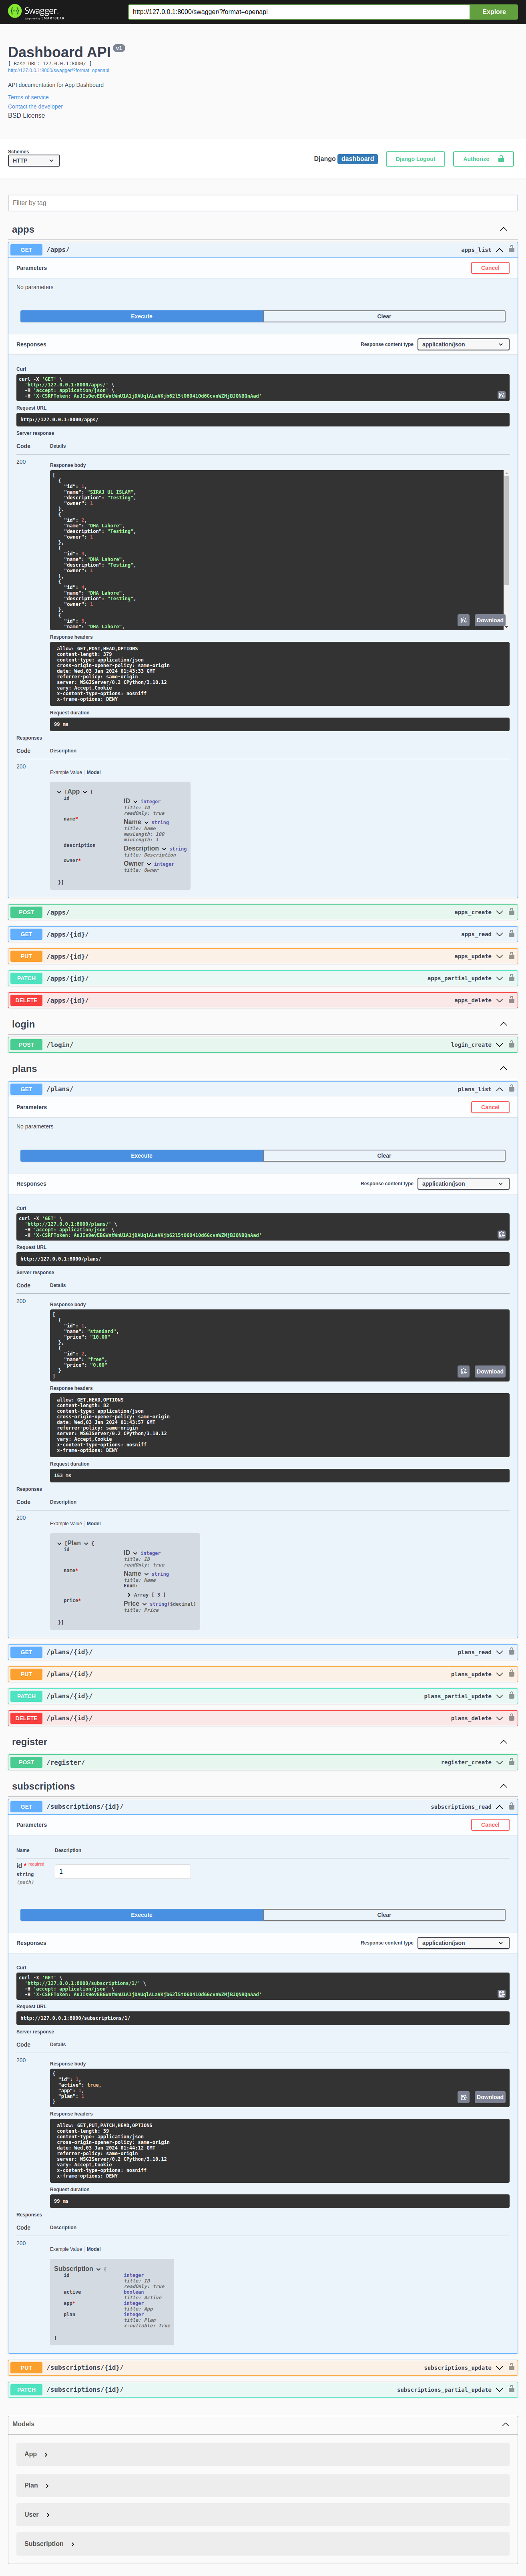 Swagger.
Supported by SMARTBEAR
http://127.0.0.1:8000/swagger/?format=openapi
Explore
Dashboard API v1
[ Base URL: 127.0.0.1:8000/ ]
http://127.0.0.1:8000/swagger/?format=openapi
API documentation for App Dashboard
Terms of service
Contact the developer
BSD License
Schemes
HTTP
Django dashboard
Django Logout
Authorize
Filter by tag
apps
GET /apps/ apps_list
Parameters Cancel
No parameters
Execute Clear
Responses Response content type application/json
Curl
curl -X 'GET' \
'http://127.0.0.1:8000/apps/' \
-H 'accept: application/json' \
Request URL
http://127.0.0.1:8000/apps/
Server response
Code Details
200
Response body
[
{
"id": 1,
"name": "SIRAJ UL ISLAM",
"description": "Testing",
"owner": 1
},
{
"id": 2,
"name": "DHA Lahore",
"description": "Testing",
"owner": 1
},
{
"id": 3,
"name": "DHA Lahore",
"description": "Testing",
"owner": 1
},
{
"id": 4,
"name": "DHA Lahore",
"description": "Testing",
"owner": 1
},
{
"id": 5,
"name": "DHA Lahore",
Download
Response headers
allow: GET,POST,HEAD,OPTIONS
content-length: 379
content-type: application/json
cross-origin-opener-policy: same-origin
date: Wed,03 Jan 2024 01:43:33 GMT
referrer-policy: same-origin
server: WSGIServer/0.2 CPython/3.10.12
vary: Accept,Cookie
x-content-type-options: nosniff
x-frame-options: DENY
Request duration
99 ms
Responses
Code Description
200
Example Value Model
[App {
id ID integer
title: ID
readOnly: true
name* Name string
title: Name
maxLength: 100
minLength: 1
description Description string
title: Description
owner* Owner integer
title: Owner
}]
POST /apps/ apps_create
GET /apps/{id}/ apps_read
PUT /apps/{id}/ apps_update
PATCH /apps/{id}/ apps_partial_update
DELETE /apps/{id}/ apps_delete
login
POST /login/ login_create
plans
GET /plans/ plans_list
Parameters Cancel
No parameters
Execute Clear
Responses Response content type application/json
Curl
curl -X 'GET' \
'http://127.0.0.1:8000/plans/' \
-H 'accept: application/json' \
Request URL
http://127.0.0.1:8000/plans/
Server response
Code Details
200
Response body
[
{
"id": 1,
"name": "standard",
"price": "10.00"
},
{
"id": 2,
"name": "free",
"price": "0.00"
}
]
Download
Response headers
allow: GET,HEAD,OPTIONS
content-length: 82
content-type: application/json
cross-origin-opener-policy: same-origin
date: Wed,03 Jan 2024 01:43:57 GMT
referrer-policy: same-origin
server: WSGIServer/0.2 CPython/3.10.12
vary: Accept,Cookie
x-content-type-options: nosniff
x-frame-options: DENY
Request duration
153 ms
Responses
Code Description
200
Example Value Model
[Plan {
id ID integer
title: ID
readOnly: true
name* Name string
title: Name
Enum:
Array [ 3 ]
price* Price string($decimal)
title: Price
}]
GET /plans/{id}/ plans_read
PUT /plans/{id}/ plans_update
PATCH /plans/{id}/ plans_partial_update
DELETE /plans/{id}/ plans_delete
register
POST /register/ register_create
subscriptions
GET /subscriptions/{id}/ subscriptions_read
Parameters Cancel
Name Description
id * required
string
(path)
1
Execute Clear
Responses Response content type application/json
Curl
curl -X 'GET' \
'http://127.0.0.1:8000/subscriptions/1/' \
-H 'accept: application/json' \
Request URL
http://127.0.0.1:8000/subscriptions/1/
Server response
Code Details
200
Response body
{
"id": 1,
"active": true,
"app": 1,
"plan": 1
}
Download
Response headers
allow: GET,PUT,PATCH,HEAD,OPTIONS
content-length: 39
content-type: application/json
cross-origin-opener-policy: same-origin
date: Wed,03 Jan 2024 01:44:12 GMT
referrer-policy: same-origin
server: WSGIServer/0.2 CPython/3.10.12
vary: Accept,Cookie
x-content-type-options: nosniff
x-frame-options: DENY
Request duration
99 ms
Responses
Code Description
200
Example Value Model
Subscription {
id integer
title: ID
readOnly: true
active boolean
title: Active
app* integer
title: App
plan integer
title: Plan
x-nullable: true
}
PUT /subscriptions/{id}/ subscriptions_update
PATCH /subscriptions/{id}/ subscriptions_partial_update
Models
App
Plan
User
Subscription